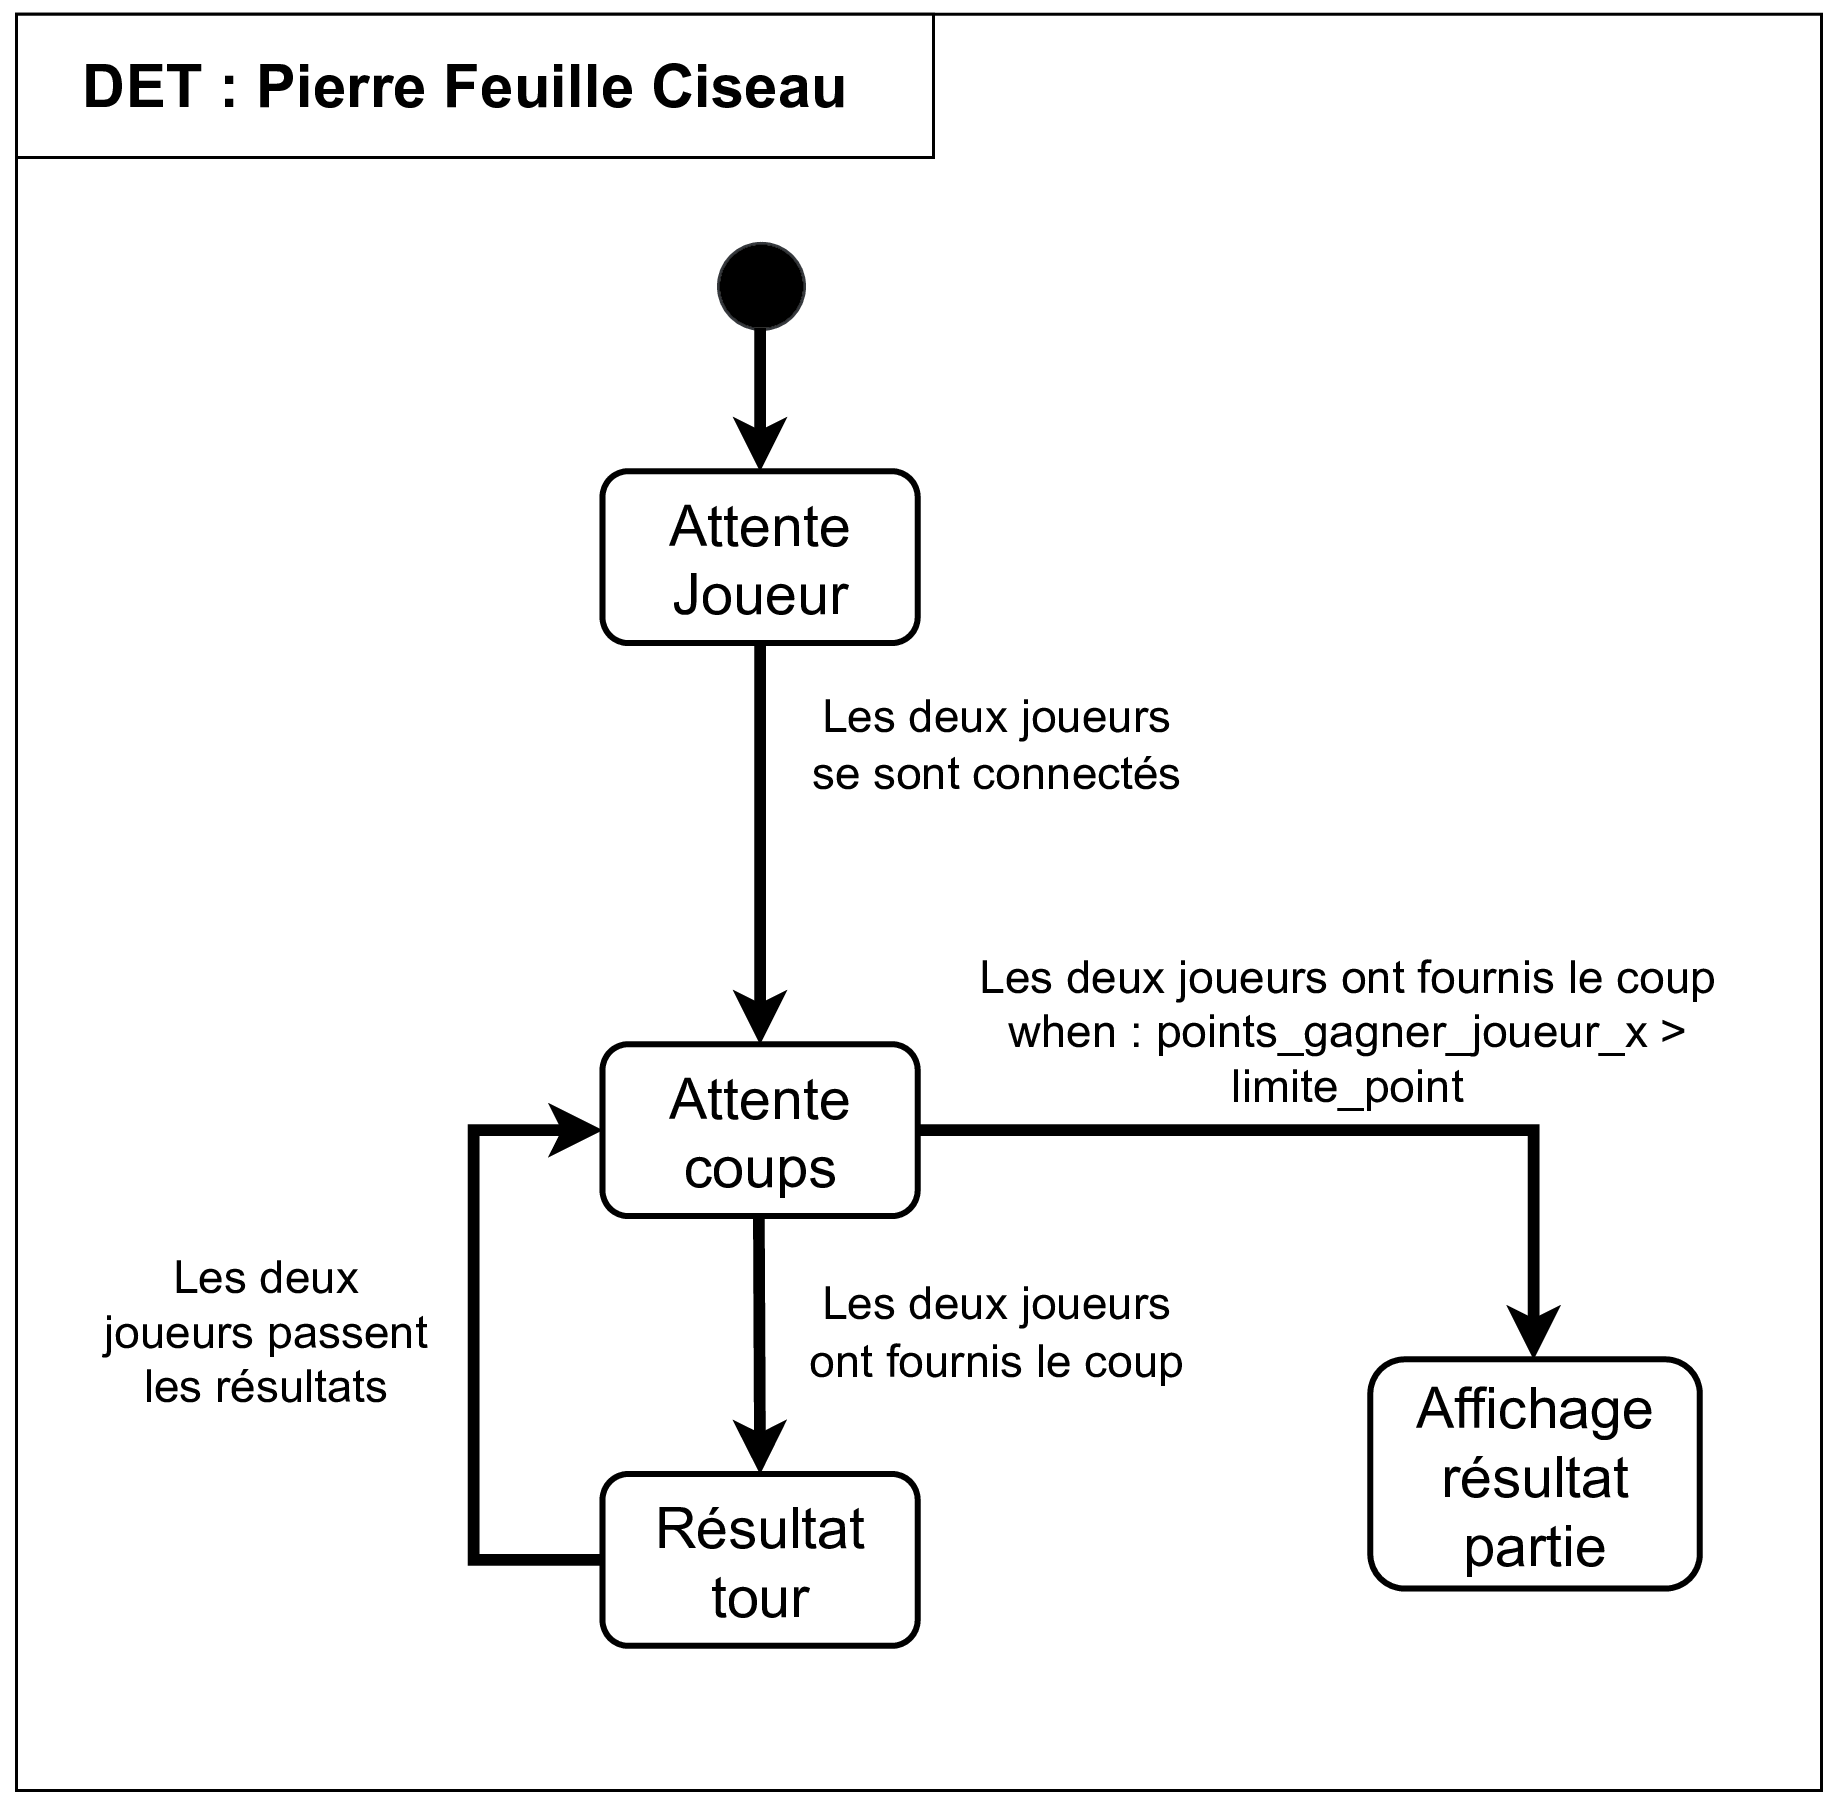 DET : Pierre Feuille Ciseau
Attente
Joueur
Les deux joueurs
se sont connectés
Les deux joueurs ont fournis le coup
when : points_gagner_joueur_x >
limite_point
Attente
coups
Les deux
joueurs passent
les résultats
Les deux joueurs
ont fournis le coup
Affichage
résultat
partie
Résultat
tour